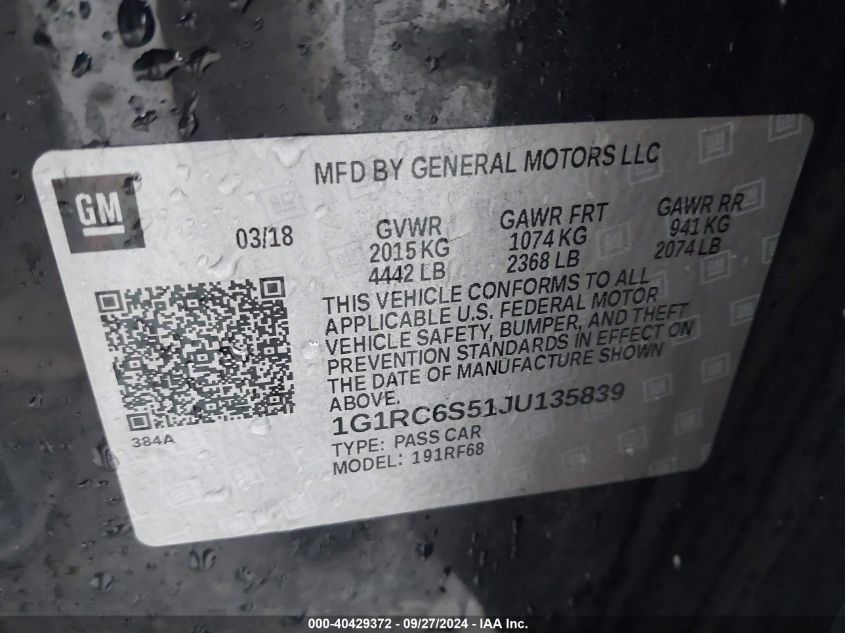 GM
MFD BY GENERAL MOTORS LLC
03/18
GVWR
2015 KG
4442 LB
GAWR FRT
1074 KG
2368 LB
GAWR RR
941 KG
2074 LB
THIS VEHICLE CONFORMS TO ALL
APPLICABLE U.S. FEDERAL MOTOR
VEHICLE SAFETY, BUMPER, AND THEFT
PREVENTION STANDARDS IN EFFECT ON
THE DATE OF MANUFACTURE SHOWN
ABOVE.
1G1RC6S51JU135839
TYPE: PASS CAR
MODEL: 191RF68
384A
000-40429372 - 09/27/2024 - IAAI Inc.